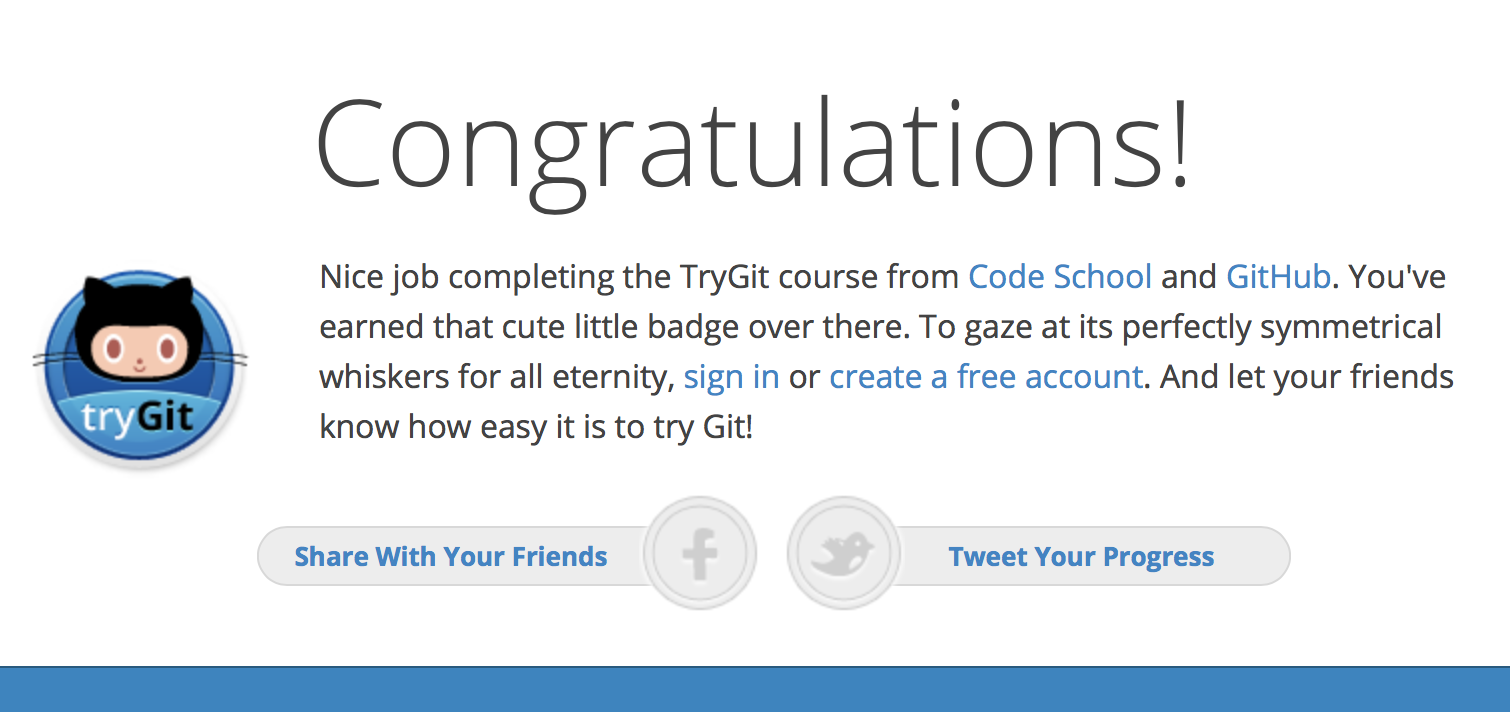 Congratulations!
Nice job completing the TryGit course from Code School and GitHub. You've
earned that cute little badge over there. To gaze at its perfectly symmetrical
whiskers for all eternity, sign in or create a free account. And let your friends
know how easy it is to try Git!
tryGit
Share With Your Friends
Tweet Your Progress